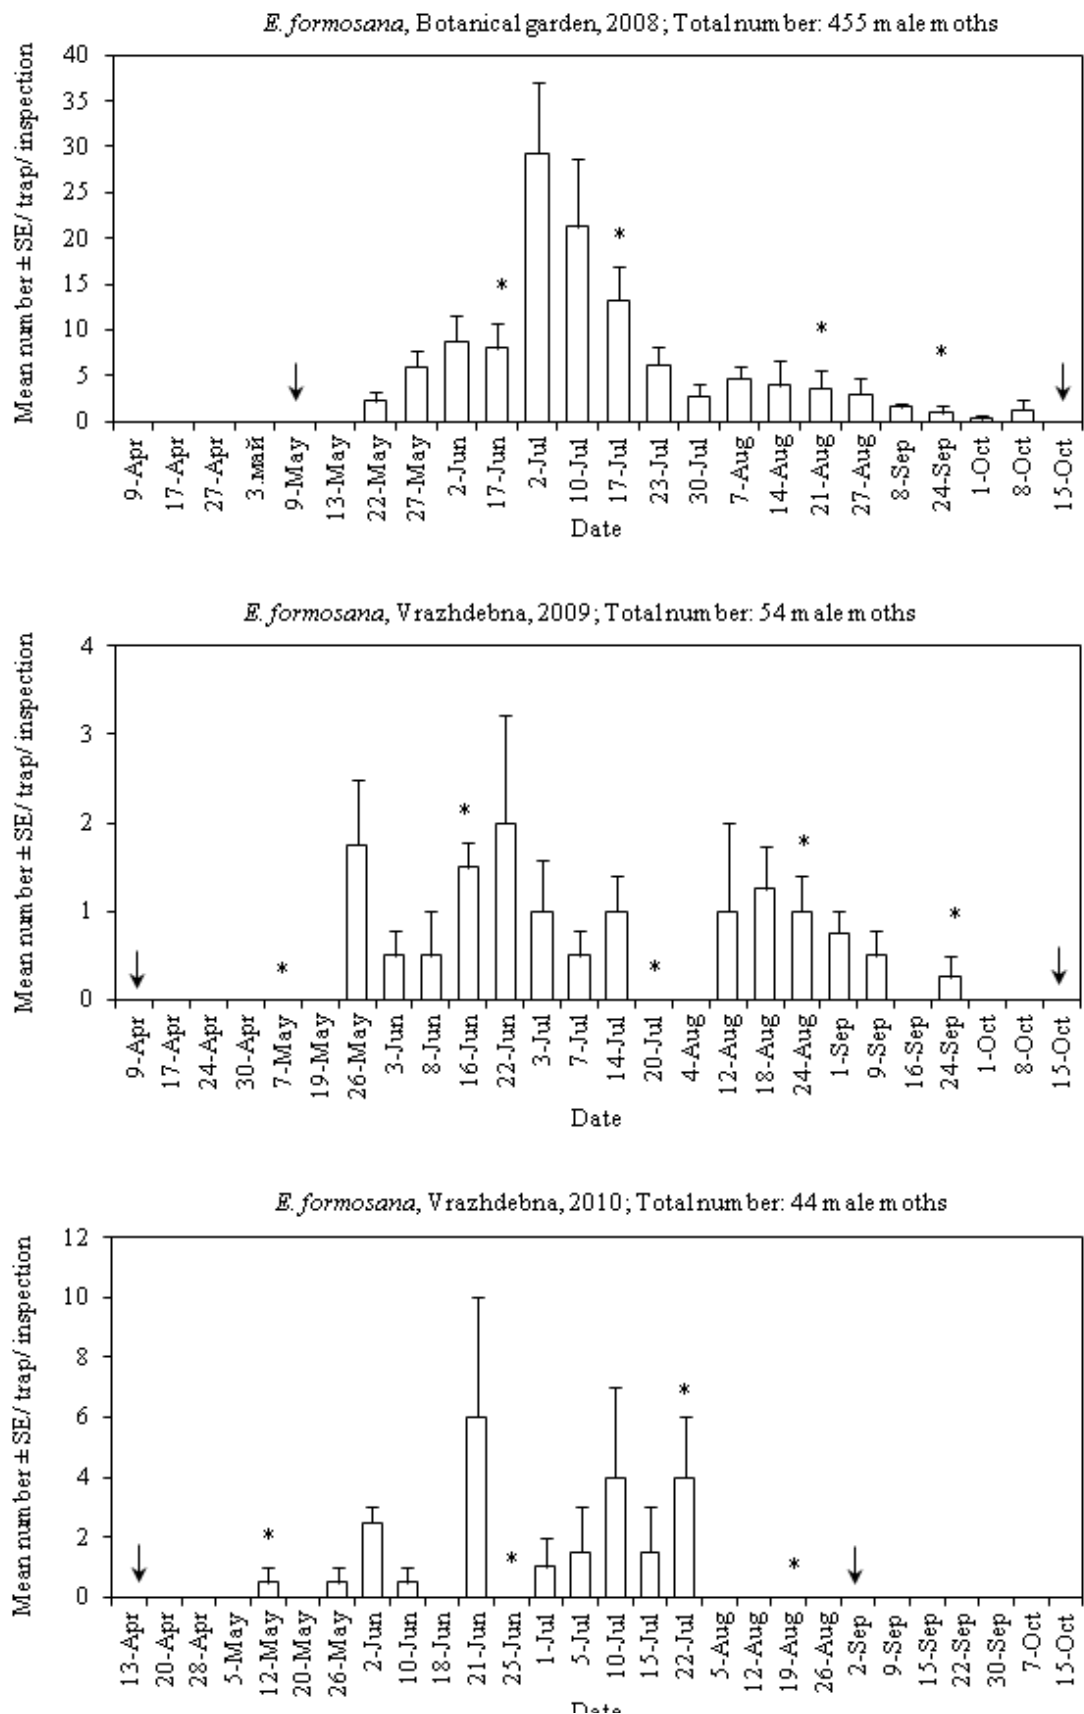 E. formosana, Botanical garden, 2008; Total number: 455 male moths
Mean number ± SE/ trap/ inspection
40
35
30
25
20
15
10
5
0
* * * *
9-Apr 17-Apr 27-Apr 3.май 9-May 13-May 22-May 27-May 2-Jun 17-Jun 2-Jul 10-Jul 17-Jul 23-Jul 30-Jul 7-Aug 14-Aug 21-Aug 27-Aug 8-Sep 24-Sep 1-Oct 8-Oct 15-Oct
Date
E. formosana, Vrazhdebna, 2009; Total number: 54 male moths
Mean number ± SE/ trap/ inspection
4
3
2
1
0
* * * * *
9-Apr 17-Apr 24-Apr 30-Apr 7-May 19-May 26-May 3-Jun 8-Jun 16-Jun 22-Jun 3-Jul 7-Jul 14-Jul 20-Jul 4-Aug 12-Aug 18-Aug 24-Aug 1-Sep 9-Sep 16-Sep 24-Sep 1-Oct 8-Oct 15-Oct
Date
E. formosana, Vrazhdebna, 2010; Total number: 44 male moths
Mean number ± SE/ trap/ inspection
12
10
8
6
4
2
0
* * * *
13-Apr 20-Apr 28-Apr 5-May 12-May 20-May 26-May 2-Jun 10-Jun 18-Jun 21-Jun 25-Jun 1-Jul 5-Jul 10-Jul 15-Jul 22-Jul 5-Aug 12-Aug 19-Aug 26-Aug 2-Sep 9-Sep 15-Sep 22-Sep 30-Sep 7-Oct 15-Oct
Date